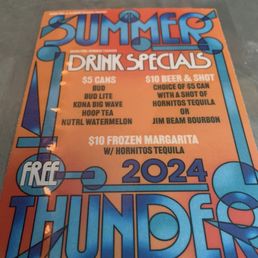 SUMMER
DRINK SPECIALS
$5 CANS
BUD
BUD LITE
KONA BIG WAVE
HOOP TEA
NUTRL WATERMELON
$10 BEER & SHOT
CHOICE OF $5 CAN
WITH A SHOT OF
HORNITOS TEQUILA
OR
JIM BEAM BOURBON
$10 FROZEN MARGARITA
W/ HORNITOS TEQUILA
FREE
2024
THUNDER